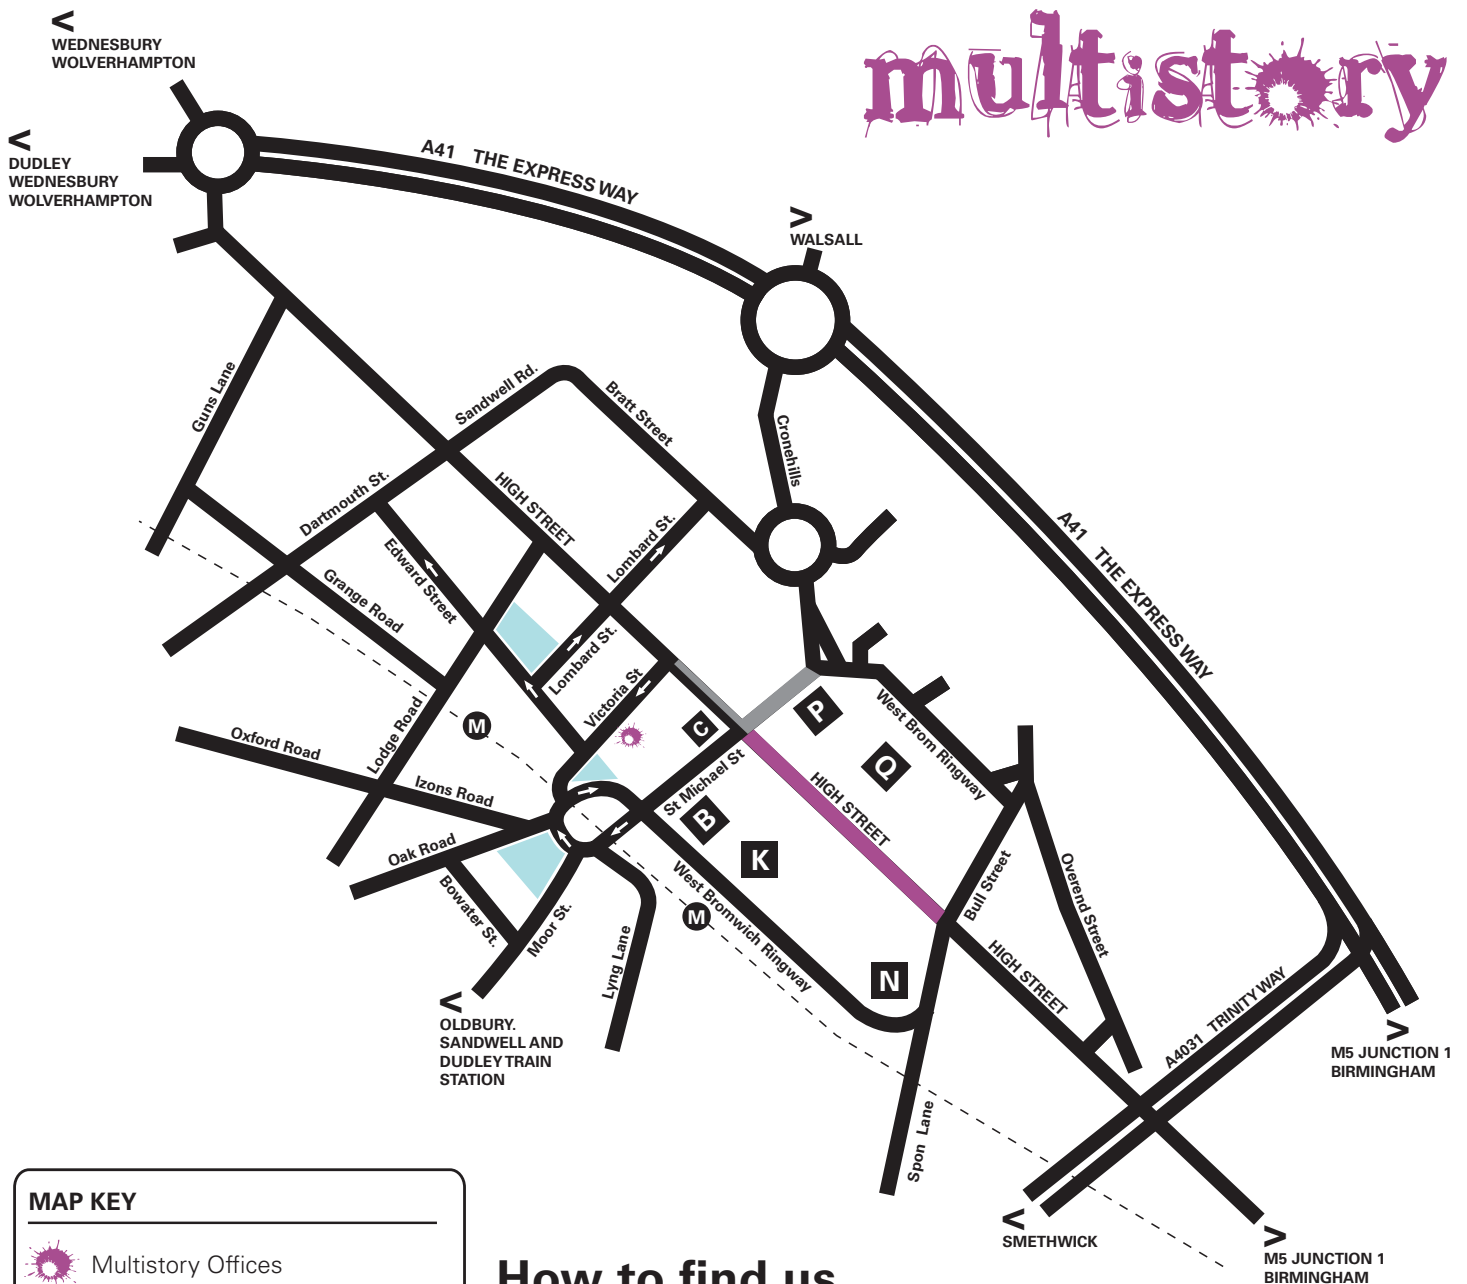 <
WEDNESBURY
WOLVERHAMPTON
multistory
<
DUDLEY
WEDNESBURY
WOLVERHAMPTON
A41 THE EXPRESS WAY
>
WALSALL
Guns Lane
Sandwell Rd.
Bratt Street
Cronehills
Dartmouth St.
HIGH STREET
Edward Street
Lombard St.
A41 THE EXPRESS WAY
Grange Road
Lombard St.
Victoria St
Lodge Road
M
Oxford Road
Izons Road
C
P
West Brom Ringway
Q
St Michael St
B
K
HIGH STREET
Oak Road
Bowater St.
Moor St.
Lyng Lane
M
West Bromwich Ringway
N
Bull Street
Overend Street
HIGH STREET
<
OLDBURY.
SANDWELL AND
DUDLEY TRAIN
STATION
A4031 TRINITY WAY
>
M5 JUNCTION 1
BIRMINGHAM
Spon Lane
<
SMETHWICK
>
M5 JUNCTION 1
BIRMINGHAM
MAP KEY
Multistory Offices
How to find us